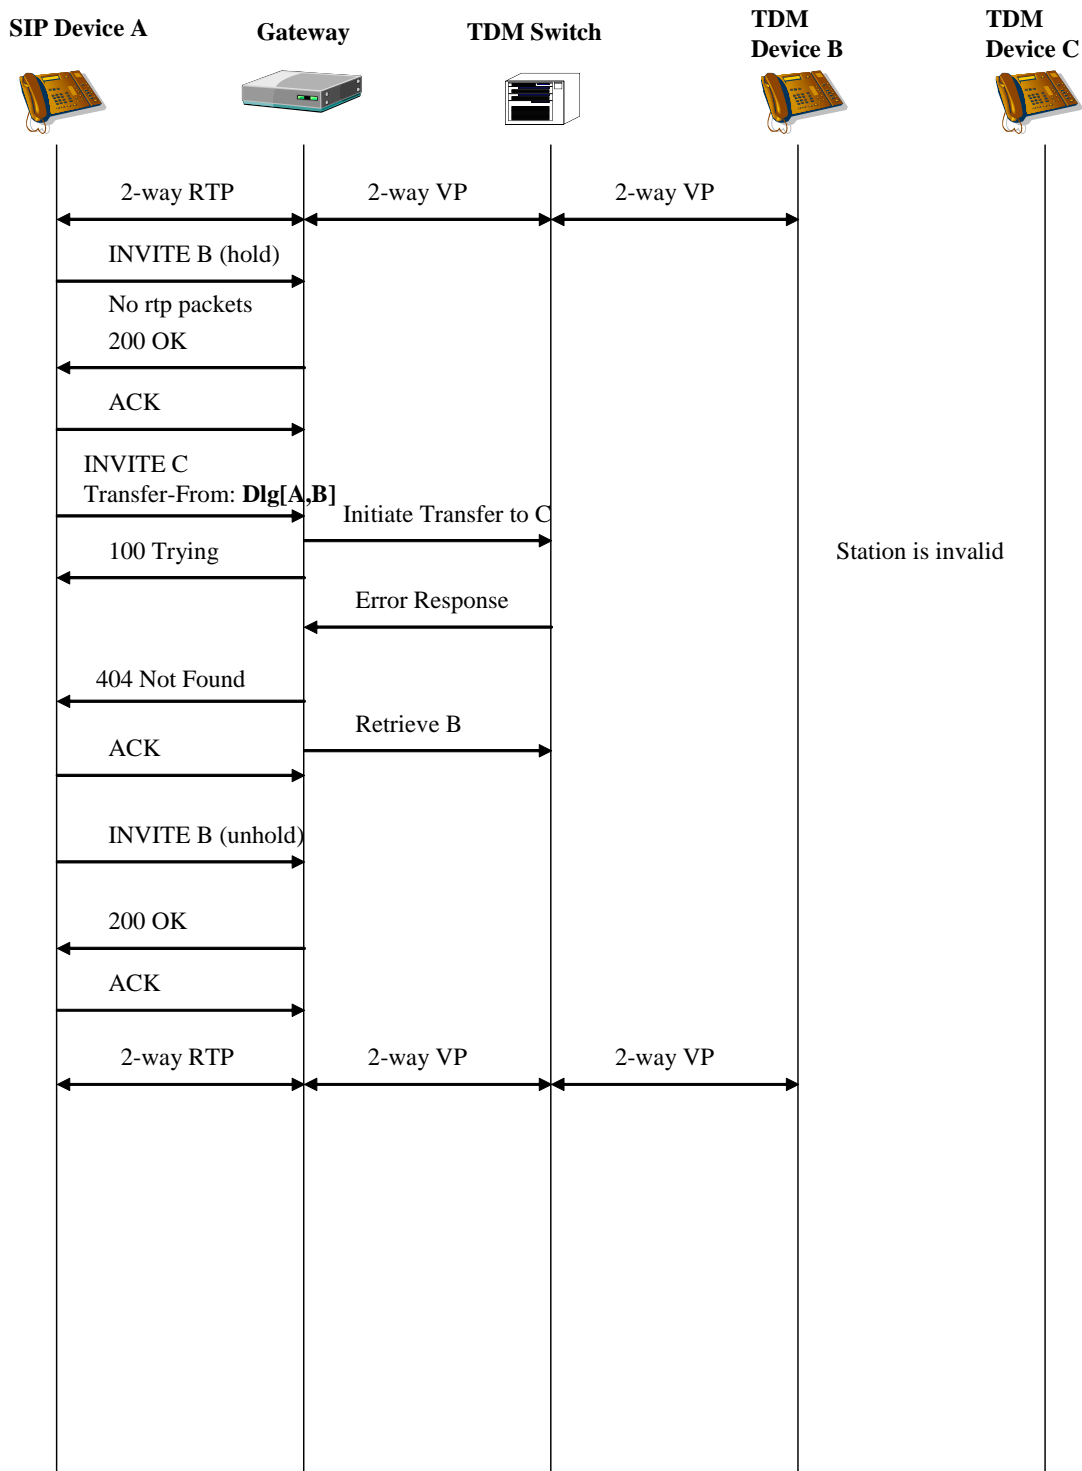 SIP Device A
Gateway
TDM Switch
TDM
Device B
TDM
Device C
2-way RTP
2-way VP
2-way VP
INVITE B (hold)
No rtp packets
200 OK
ACK
INVITE C
Transfer-From: Dlg[A,B]
Initiate Transfer to C
100 Trying
Station is invalid
Error Response
404 Not Found
Retrieve B
ACK
INVITE B (unhold)
200 OK
ACK
2-way RTP
2-way VP
2-way VP